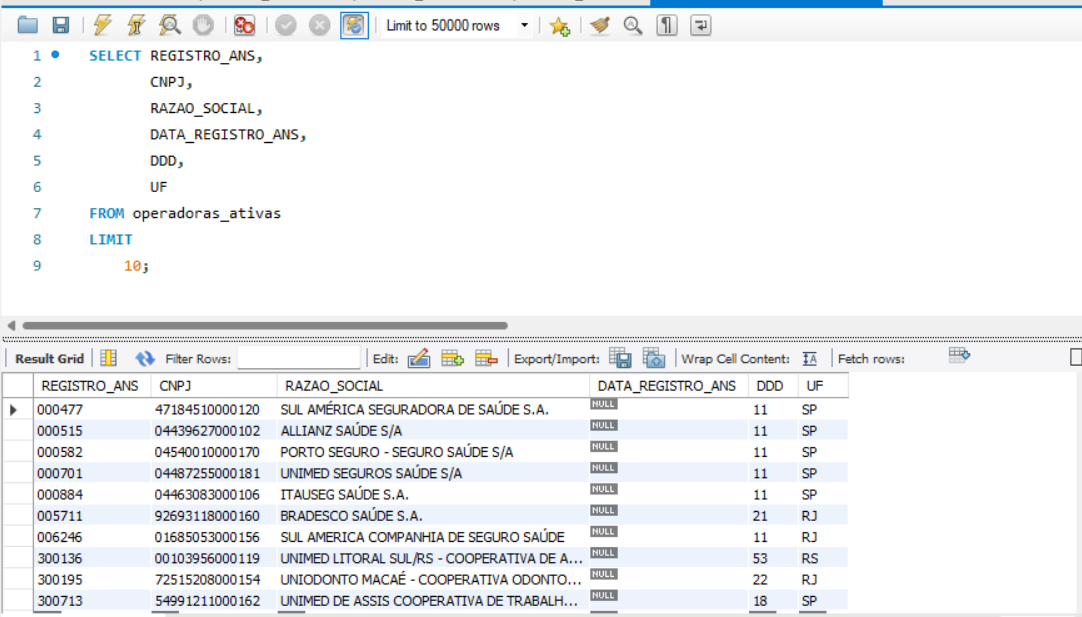 Limit to 50000 rows
1 SELECT REGISTRO_ANS,
2 CNPJ,
3 RAZAO_SOCIAL,
4 DATA_REGISTRO_ANS,
5 DDD,
6 UF
7 FROM operadoras_ativas
8 LIMIT
9 10;
Result Grid Filter Rows: Edit: Export/Import: Wrap Cell Content: Fetch rows:
REGISTRO_ANS CNPJ RAZAO_SOCIAL DATA_REGISTRO_ANS DDD UF
000477 47184510000120 SUL AMÉRICA SEGURADORA DE SAÚDE S.A. NULL 11 SP
000515 04439627000102 ALLIANZ SAÚDE S/A NULL 11 SP
000582 04540010000170 PORTO SEGURO - SEGURO SAÚDE S/A NULL 11 SP
000701 04487255000181 UNIMED SEGUROS SAÚDE S/A NULL 11 SP
000884 04463083000106 ITAUSEG SAÚDE S.A. NULL 11 SP
005711 92693118000160 BRADESCO SAÚDE S.A. NULL 21 RJ
006246 01685053000156 SUL AMERICA COMPANHIA DE SEGURO SAÚDE NULL 11 RJ
300136 00103956000119 UNIMED LITORAL SUL/RS - COOPERATIVA DE A... NULL 53 RS
300195 72515208000154 UNIODONTO MACAÉ - COOPERATIVA ODONTO... NULL 22 RJ
300713 54991211000162 UNIMED DE ASSIS COOPERATIVA DE TRABALH... NULL 18 SP